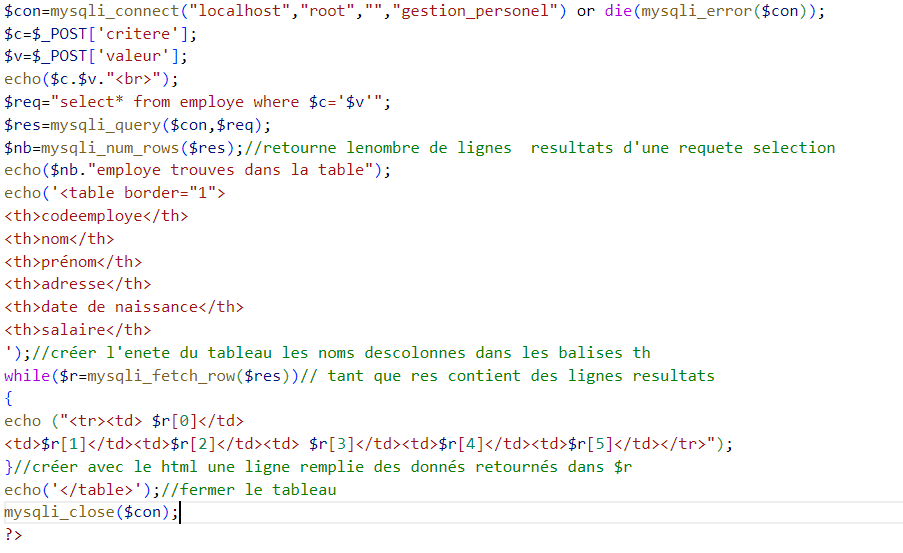 $con=mysqli_connect("localhost","root","","gestion_personel") or die(mysqli_error($con));
$c=$_POST['critere'];
$v=$_POST['valeur'];
echo($c.$v."<br>");
$req="select* from employe where $c='$v'";
$res=mysqli_query($con,$req);
$nb=mysqli_num_rows($res);//retourne lenombre de lignes  resultats d'une requete selection
echo($nb."employe trouves dans la table");
echo('<table border="1">
<th>codeemploye</th>
<th>nom</th>
<th>prénom</th>
<th>adresse</th>
<th>date de naissance</th>
<th>salaire</th>
');//créer l'enete du tableau les noms descolonnes dans les balises th
while($r=mysqli_fetch_row($res))// tant que res contient des lignes resultats
{
echo ("<tr><td> $r[0]</td>
<td>$r[1]</td><td>$r[2]</td><td> $r[3]</td><td>$r[4]</td><td>$r[5]</td></tr>");
}//créer avec le html une ligne remplie des donnés retournés dans $r
echo('</table>');//fermer le tableau
mysqli_close($con);
?>